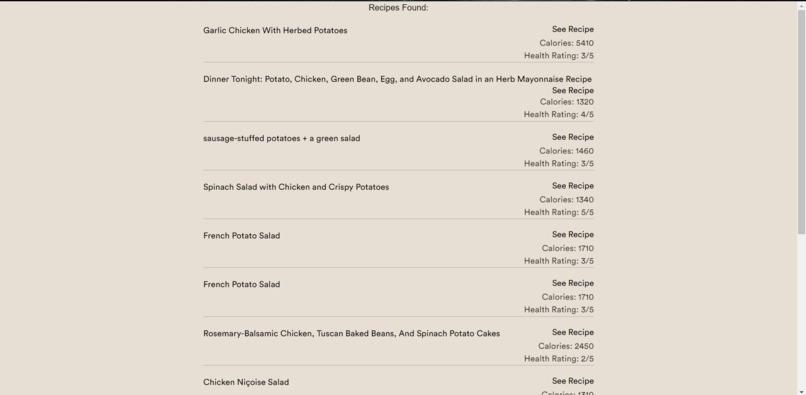 Recipes Found:
Garlic Chicken With Herbed Potatoes
See Recipe
Calories: 5410
Health Rating: 3/5
Dinner Tonight: Potato, Chicken, Green Bean, Egg, and Avocado Salad in an Herb Mayonnaise Recipe
See Recipe
Calories: 1320
Health Rating: 4/5
sausage-stuffed potatoes + a green salad
See Recipe
Calories: 1460
Health Rating: 3/5
Spinach Salad with Chicken and Crispy Potatoes
See Recipe
Calories: 1340
Health Rating: 5/5
French Potato Salad
See Recipe
Calories: 1710
Health Rating: 3/5
French Potato Salad
See Recipe
Calories: 1710
Health Rating: 3/5
Rosemary-Balsamic Chicken, Tuscan Baked Beans, And Spinach Potato Cakes
See Recipe
Calories: 2450
Health Rating: 2/5
Chicken Niçoise Salad
See Recipe
Calories: 1310